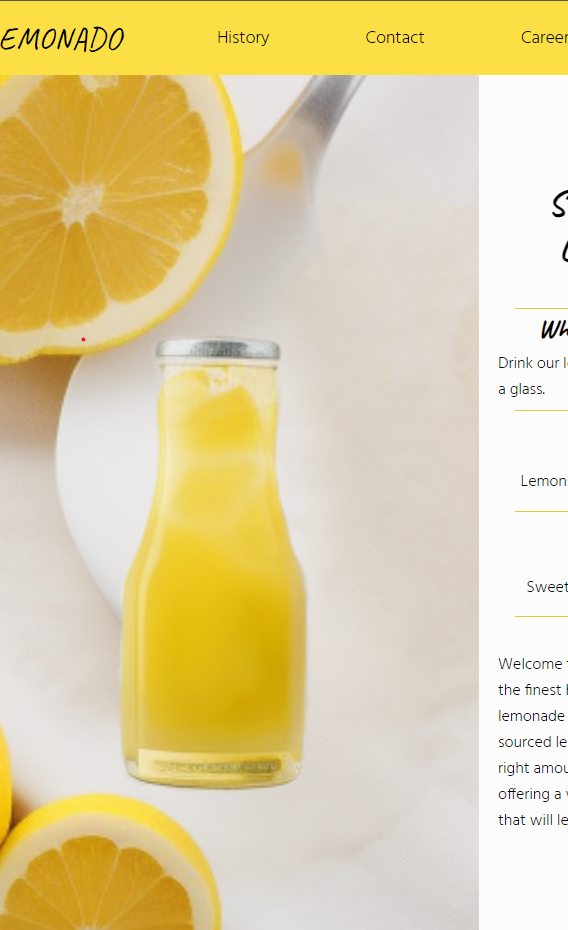 EMONADO History Contact Career
S
Wh
Drink our l
a glass.
Lemon
Sweet
Welcome
the finest
lemonade
sourced le
right amou
offering a
that will le